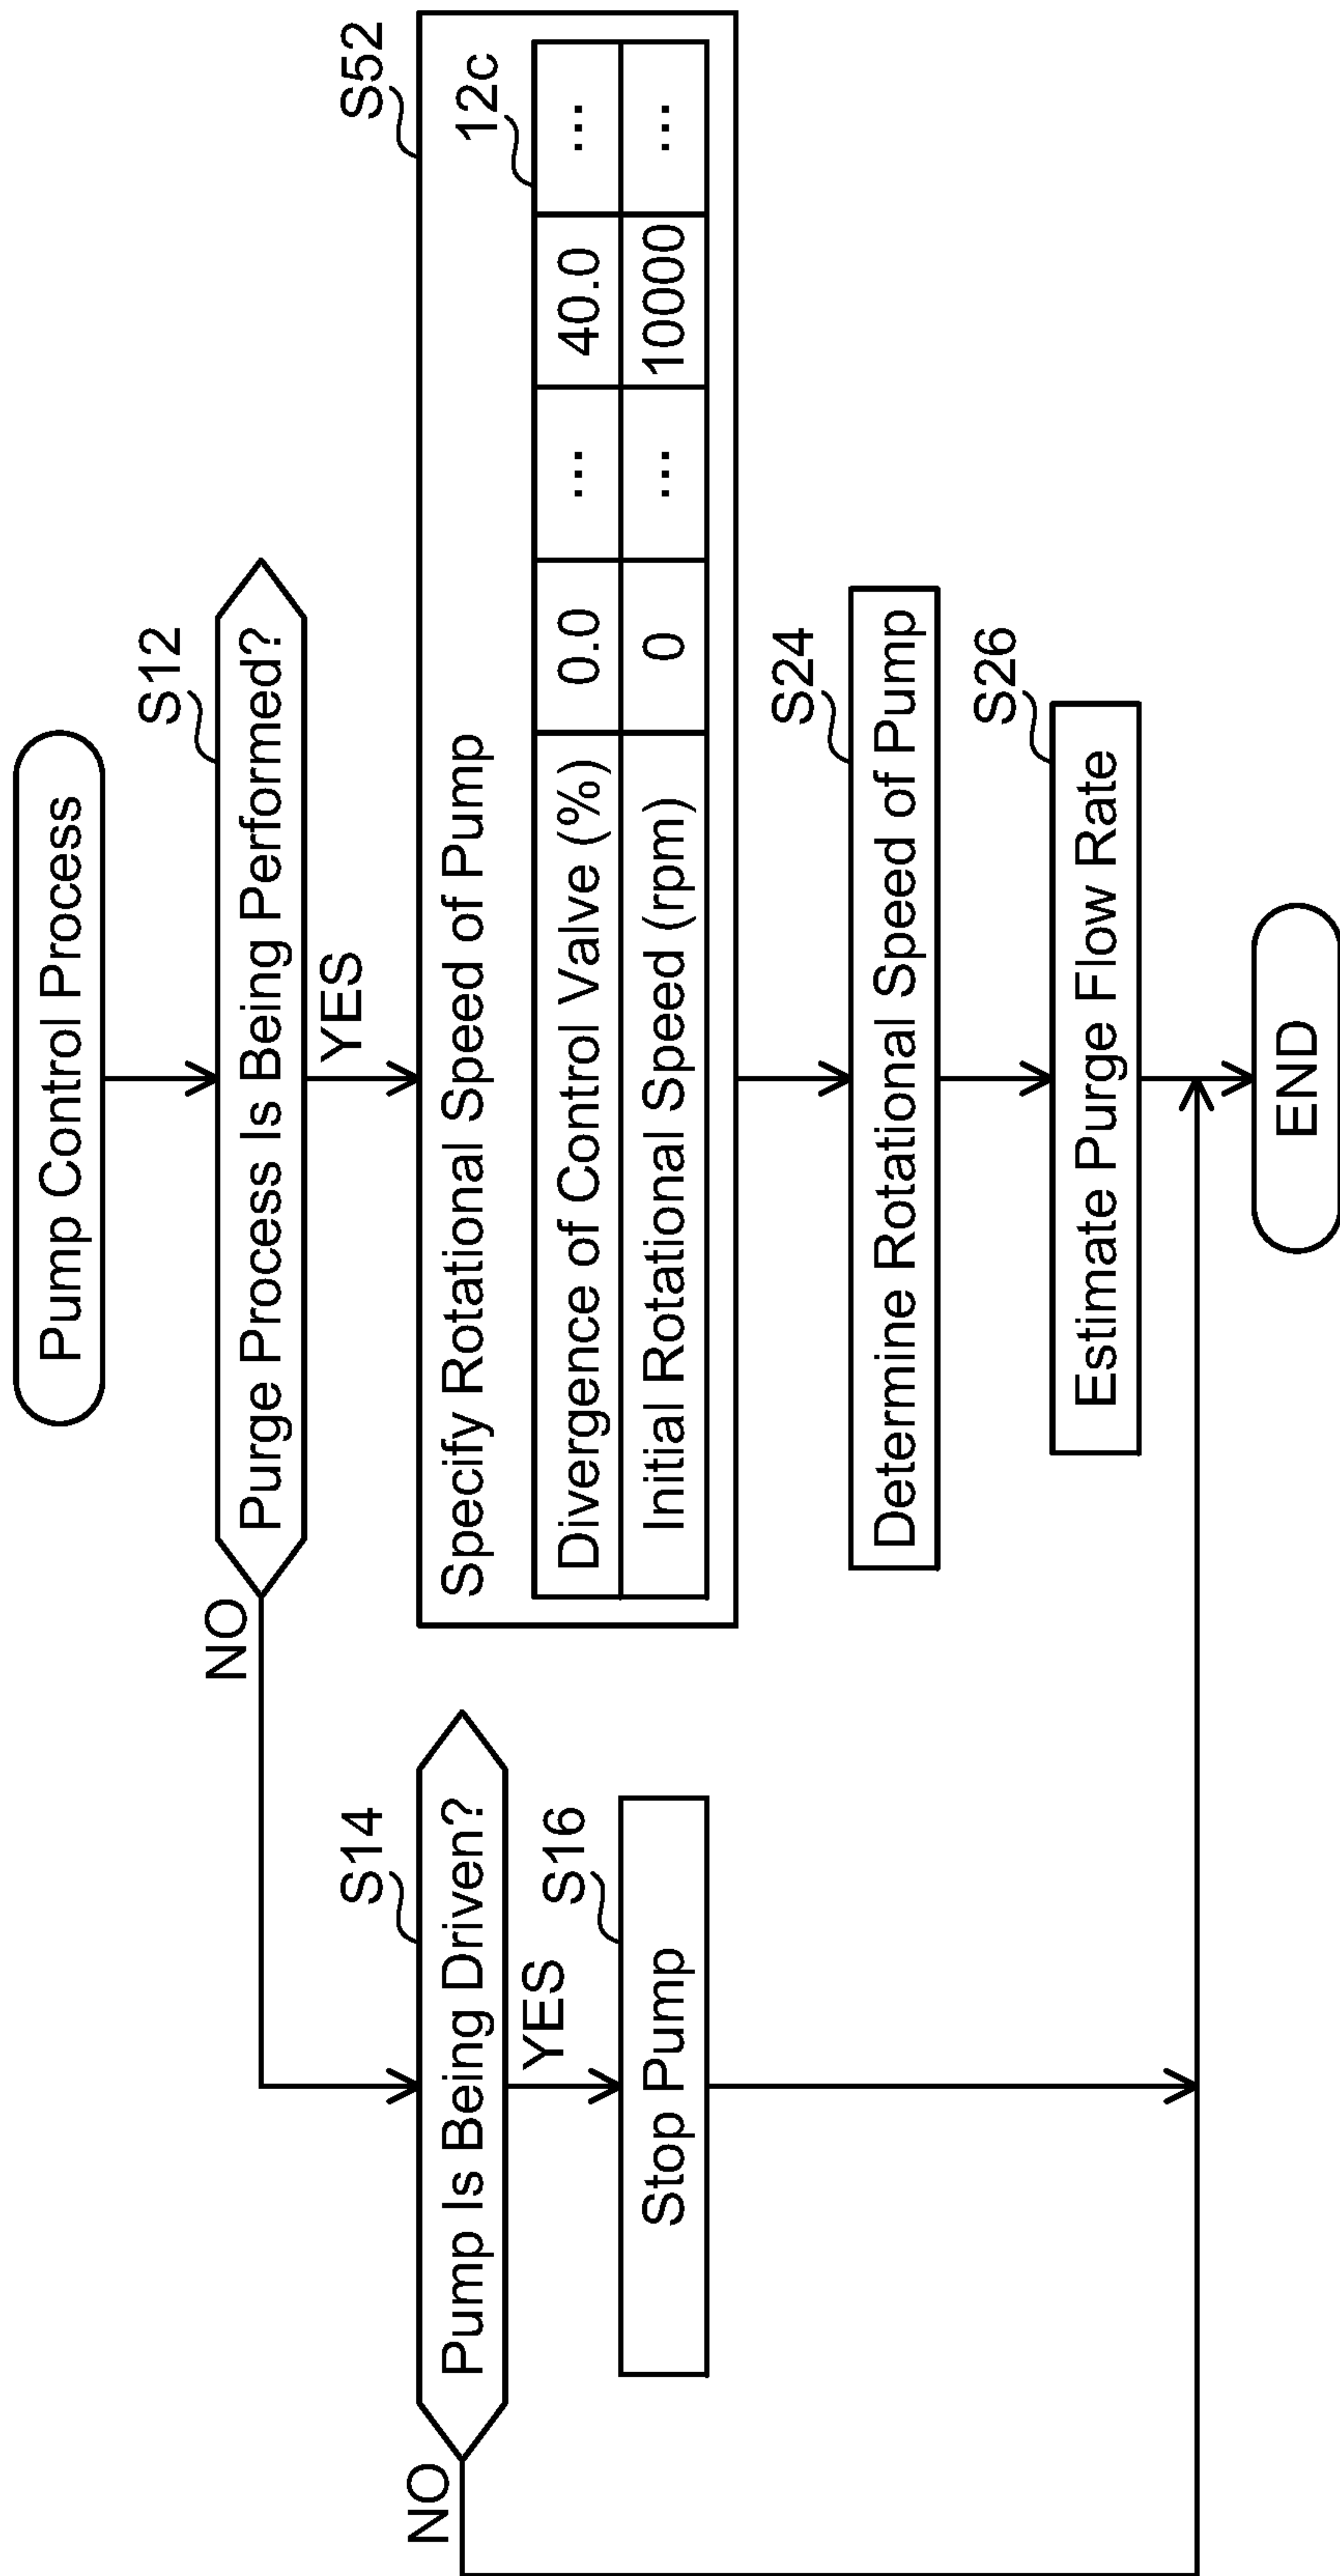 Pump Control Process
S12
Purge Process Is Being Performed?
NO
YES
S14
Pump Is Being Driven?
NO
YES
S16
Stop Pump
S52
Specify Rotational Speed of Pump
12c
Divergence of Control Valve (%) 0.0 ... 40.0 ...
Initial Rotational Speed (rpm) 0 ... 10000 ...
S24
Determine Rotational Speed of Pump
S26
Estimate Purge Flow Rate
END